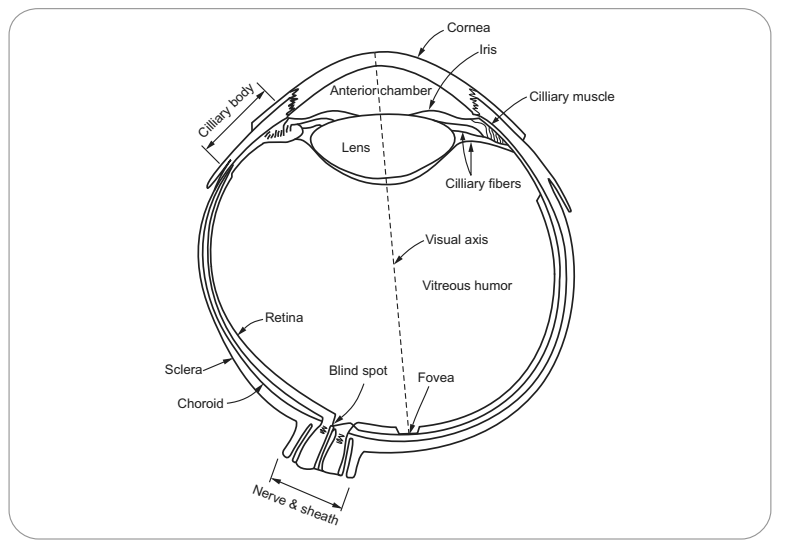 Cornea
Iris
Anterior chamber
Cilliary body
Cilliary muscle
Lens
Cilliary fibers
Visual axis
Vitreous humor
Retina
Sclera
Blind spot
Fovea
Choroid
Nerve & sheath